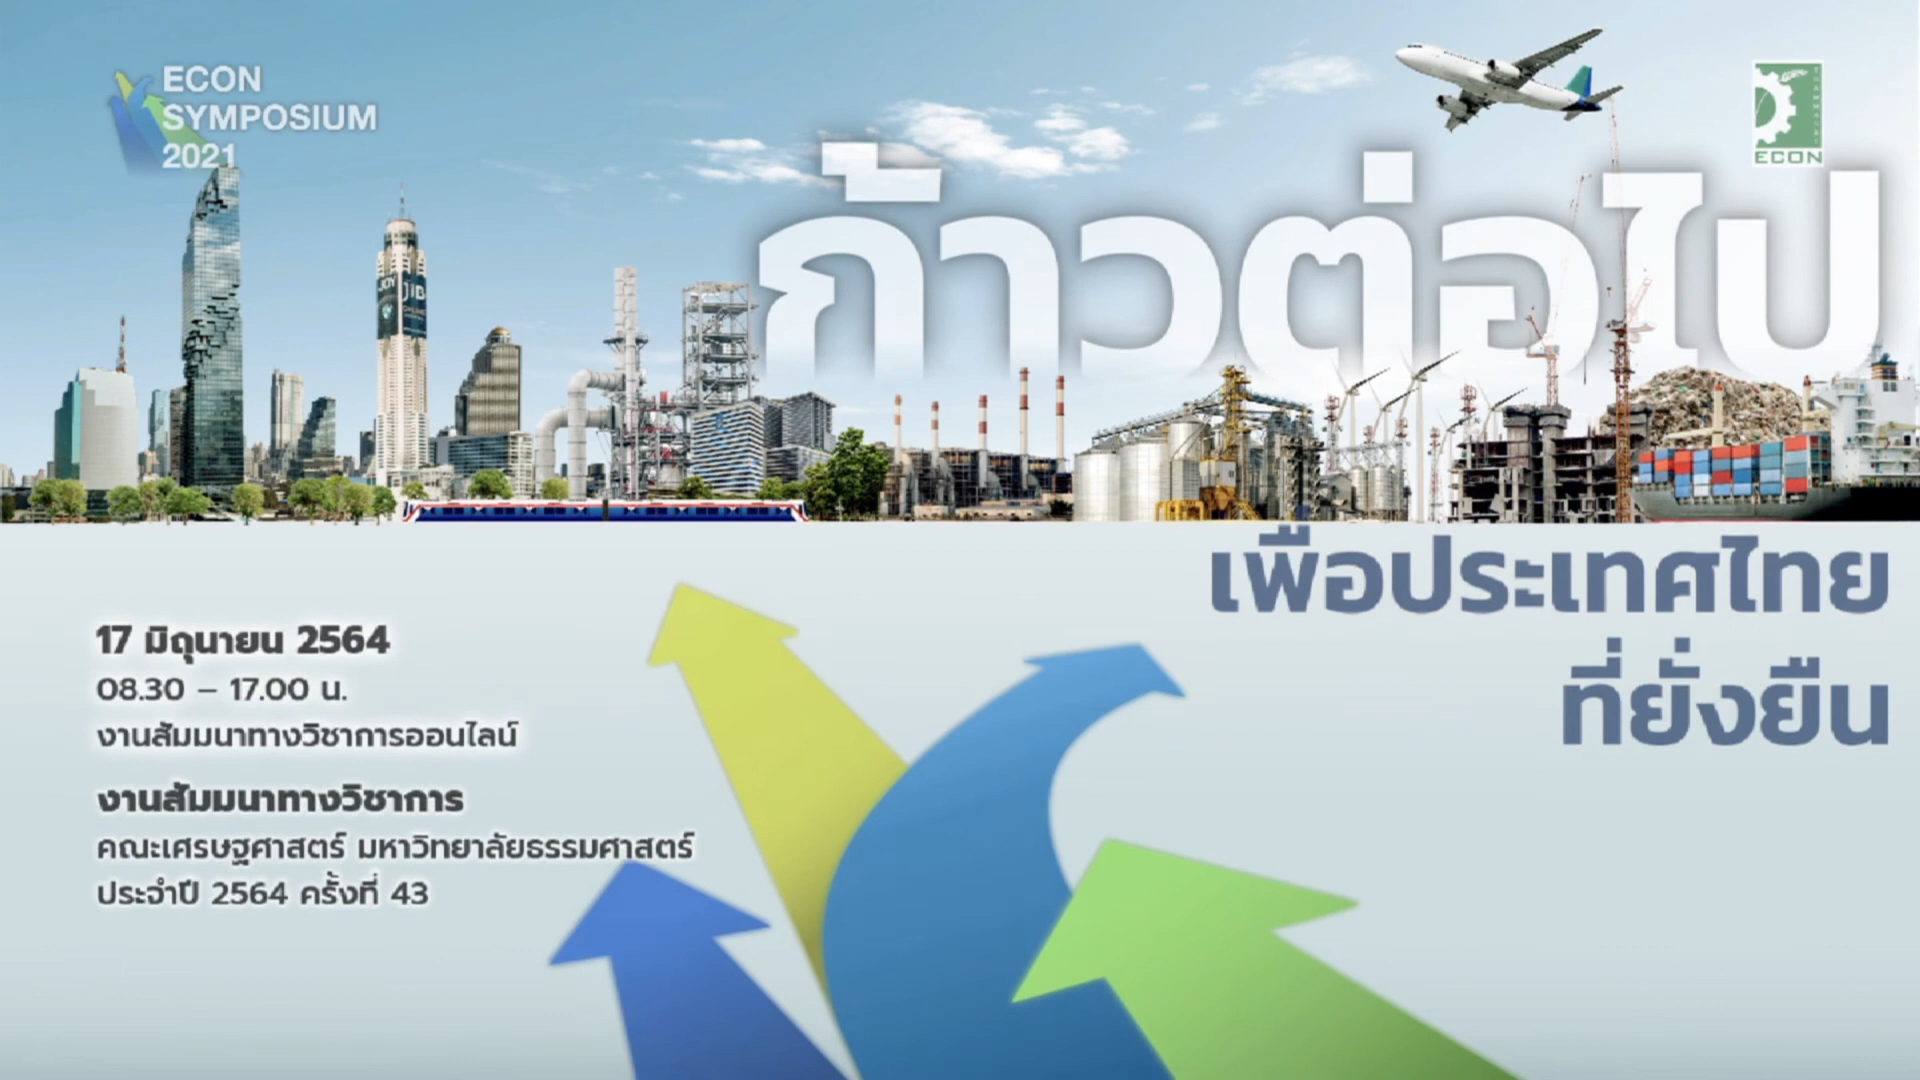 ECON
SYMPOSIUM
2021
ECON
ก้าวต่อไป
JIB
เพื่อประเทศไทย
ที่ยั่งยืน
17 มิถุนายน 2564
08.30 – 17.00 น.
งานสัมมนาทางวิชาการออนไลน์
งานสัมมนาทางวิชาการ
คณะเศรษฐศาสตร์ มหาวิทยาลัยธรรมศาสตร์
ประจำปี 2564 ครั้งที่ 43